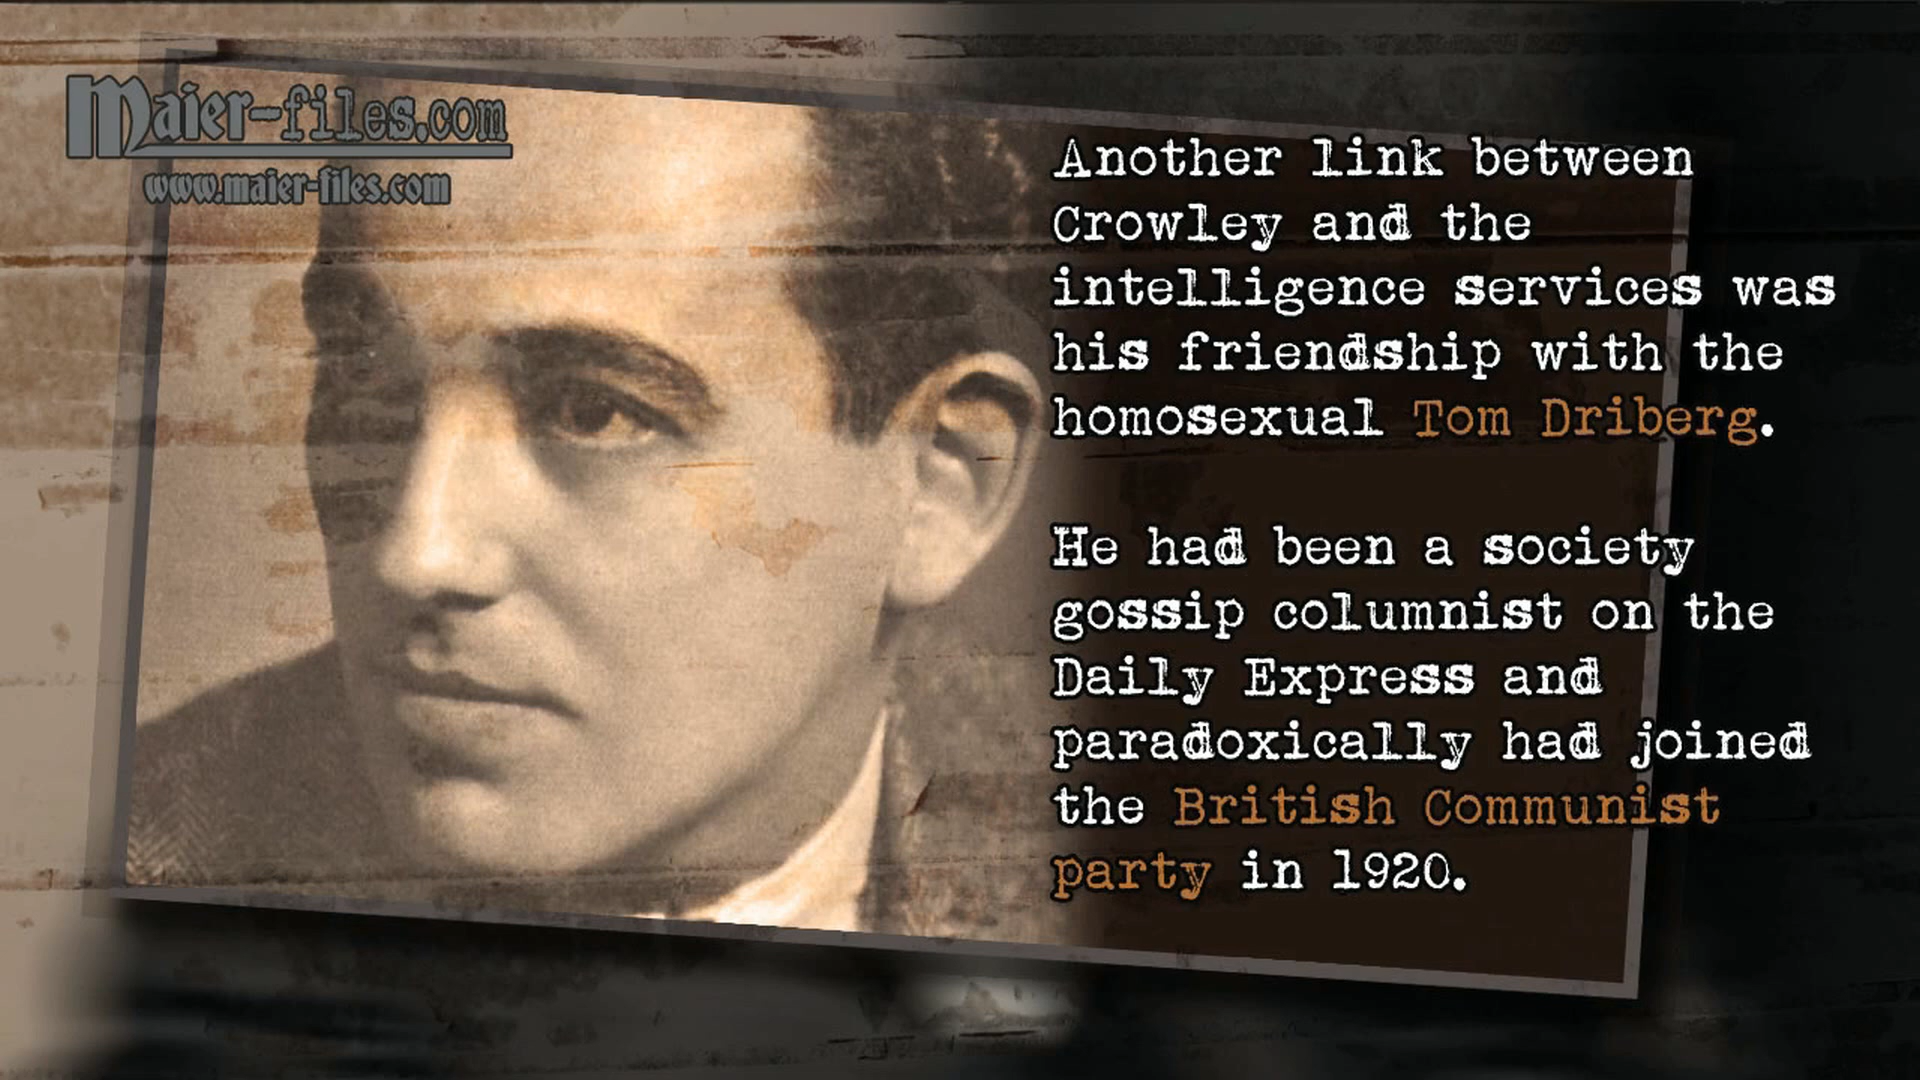 Maier-files.com
www.maier-files.com
Another link between
Crowley and the
intelligence services was
his friendship with the
homosexual Tom Driberg.
He had been a society
gossip columnist on the
Daily Express and
paradoxically had joined
the British Communist
party in 1920.